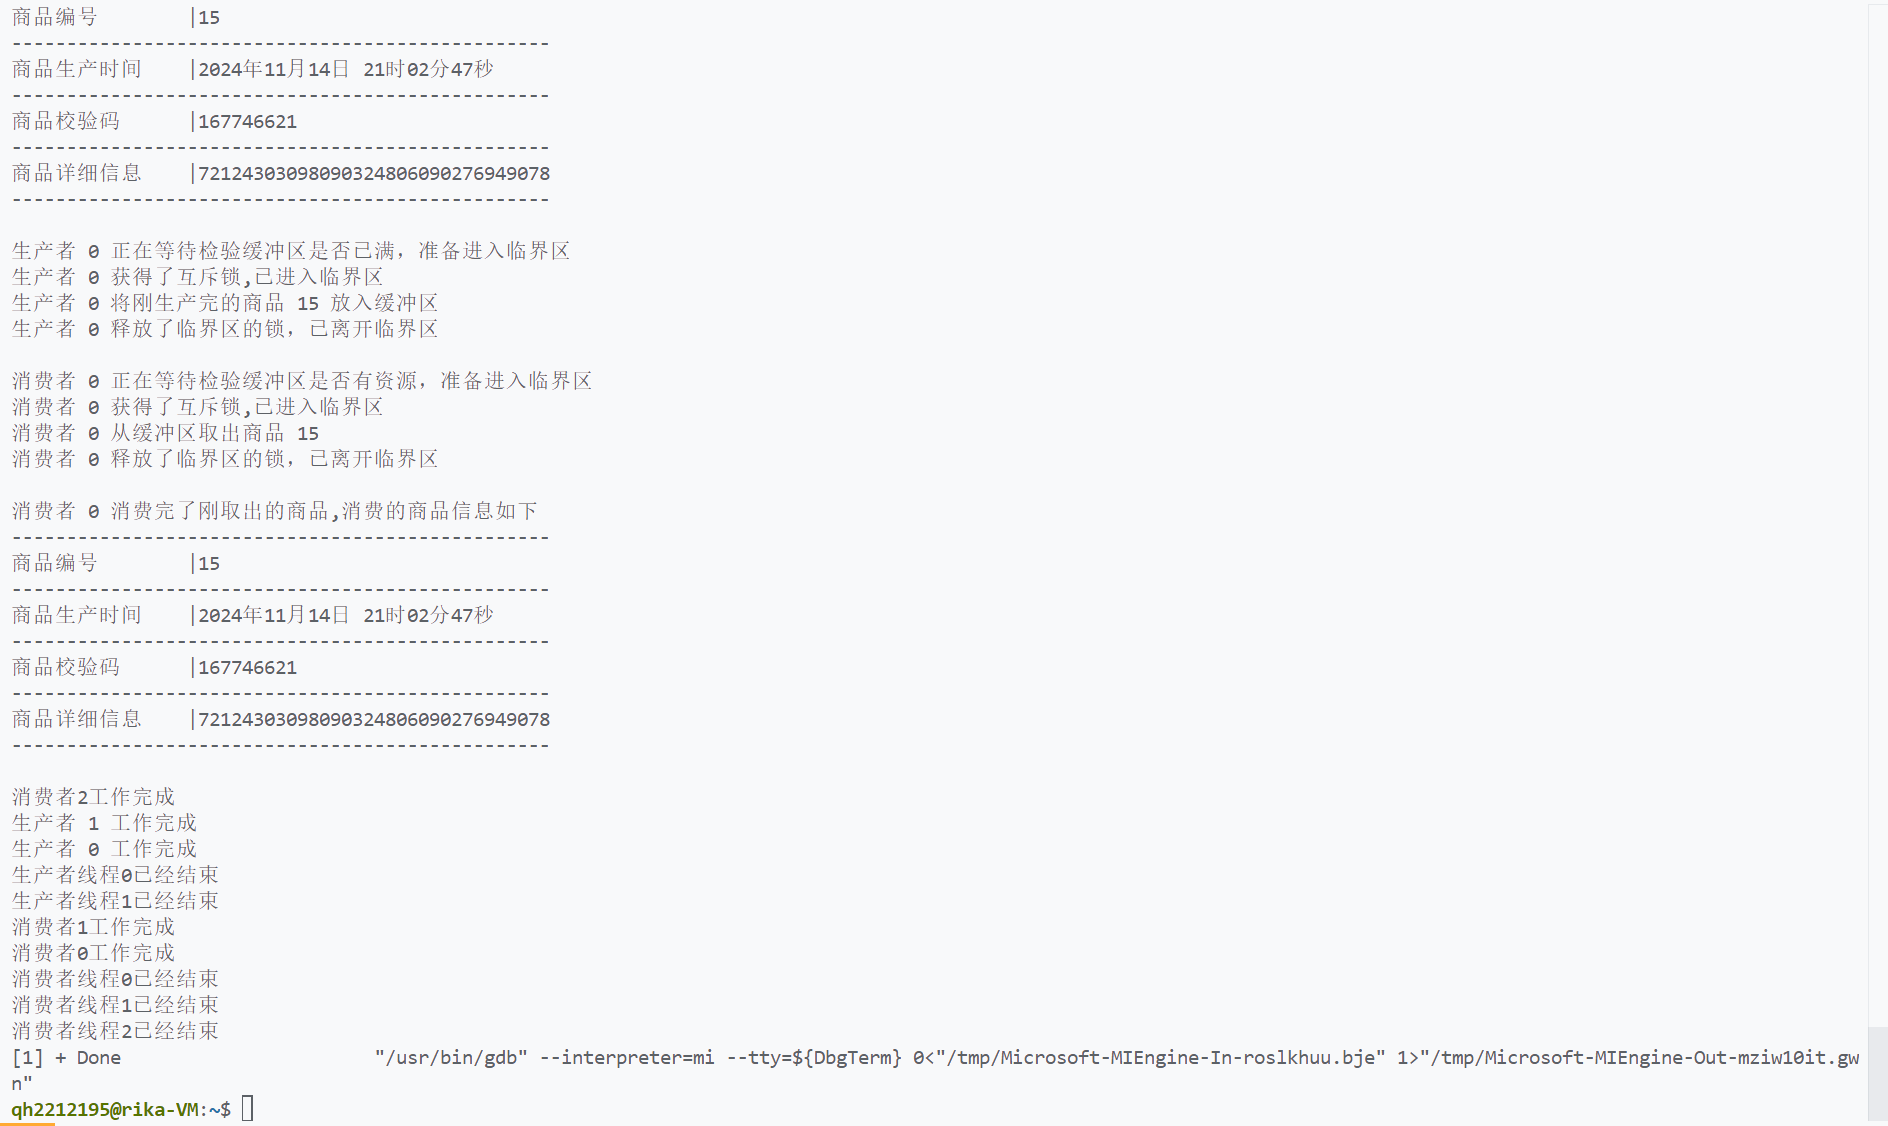 商品编号 |15
-------------------------------------------------
商品生产时间 |2024年11月14日 21时02分47秒
-------------------------------------------------
商品校验码 |167746621
-------------------------------------------------
商品详细信息 |72124303098090324806090276949078
-------------------------------------------------
生产者 0 正在等待检验缓冲区是否已满，准备进入临界区
生产者 0 获得了互斥锁,已进入临界区
生产者 0 将刚生产完的商品 15 放入缓冲区
生产者 0 释放了临界区的锁，已离开临界区
消费者 0 正在等待检验缓冲区是否有资源，准备进入临界区
消费者 0 获得了互斥锁,已进入临界区
消费者 0 从缓冲区取出商品 15
消费者 0 释放了临界区的锁，已离开临界区
消费者 0 消费完了刚取出的商品,消费的商品信息如下
-------------------------------------------------
商品编号 |15
-------------------------------------------------
商品生产时间 |2024年11月14日 21时02分47秒
-------------------------------------------------
商品校验码 |167746621
-------------------------------------------------
商品详细信息 |72124303098090324806090276949078
-------------------------------------------------
消费者2工作完成
生产者 1 工作完成
生产者 0 工作完成
生产者线程0已经结束
生产者线程1已经结束
消费者1工作完成
消费者0工作完成
消费者线程0已经结束
消费者线程1已经结束
消费者线程2已经结束
[1] + Done "/usr/bin/gdb" --interpreter=mi --tty=${DbgTerm} 0<"/tmp/Microsoft-MIEngine-In-roslkhuu.bje" 1>"/tmp/Microsoft-MIEngine-Out-mziw10it.gw
n"
qh2212195@rika-VM:~$